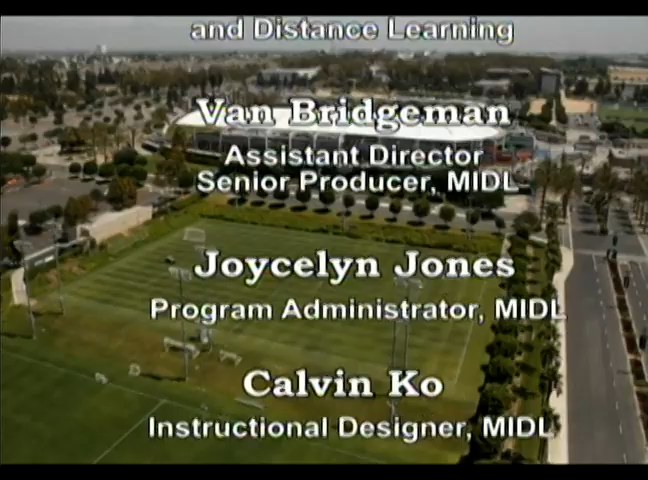 and Distance Learning
Van Bridgeman
Assistant Director
Senior Producer, MIDL
Joycelyn Jones
Program Administrator, MIDL
Calvin Ko
Instructional Designer, MIDL